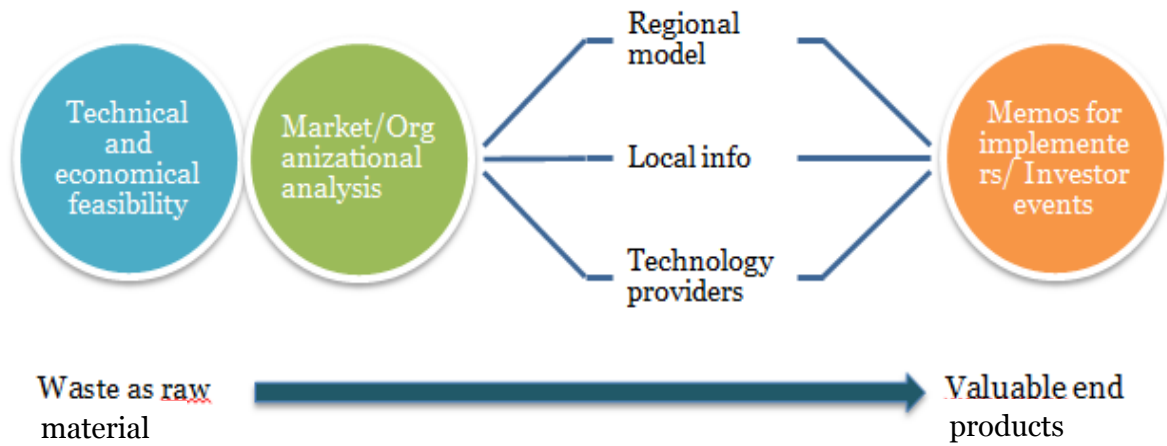 Technical
and
economical
feasibility
Market/Org
anizational
analysis
Regional
model
Local info
Technology
providers
Memos for
implemente
rs/ Investor
events
Waste as raw
material
Valuable end
products